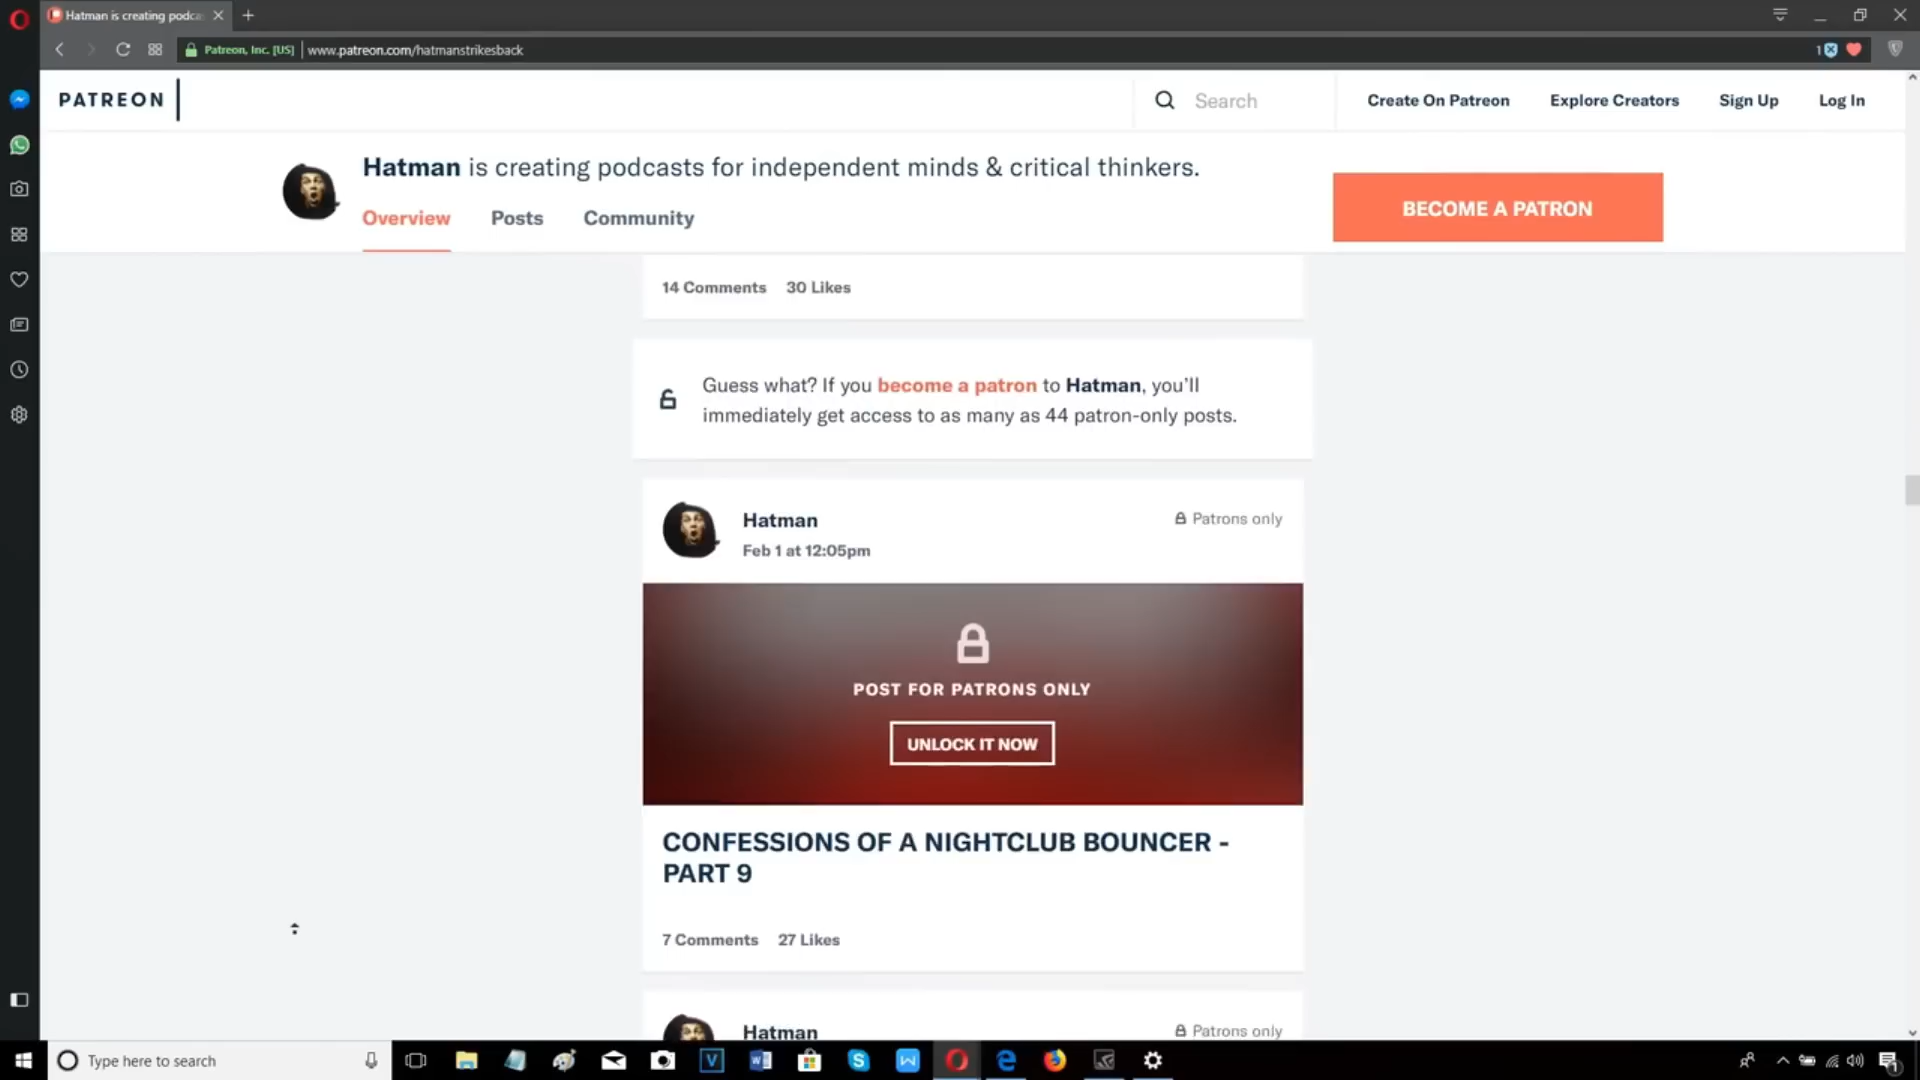 Hatman is creating podca
Patreon, Inc. [US] www.patreon.com/hatmanstrikesback
1
PATREON
Search
Create On Patreon
Explore Creators
Sign Up
Log In
Hatman is creating podcasts for independent minds & critical thinkers.
Overview
Posts
Community
BECOME A PATRON
14 Comments 30 Likes
Guess what? If you become a patron to Hatman, you'll
immediately get access to as many as 44 patron-only posts.
Hatman
Patrons only
Feb 1 at 12:05pm
POST FOR PATRONS ONLY
UNLOCK IT NOW
CONFESSIONS OF A NIGHTCLUB BOUNCER -
PART 9
7 Comments 27 Likes
Hatman
Patrons only
Type here to search